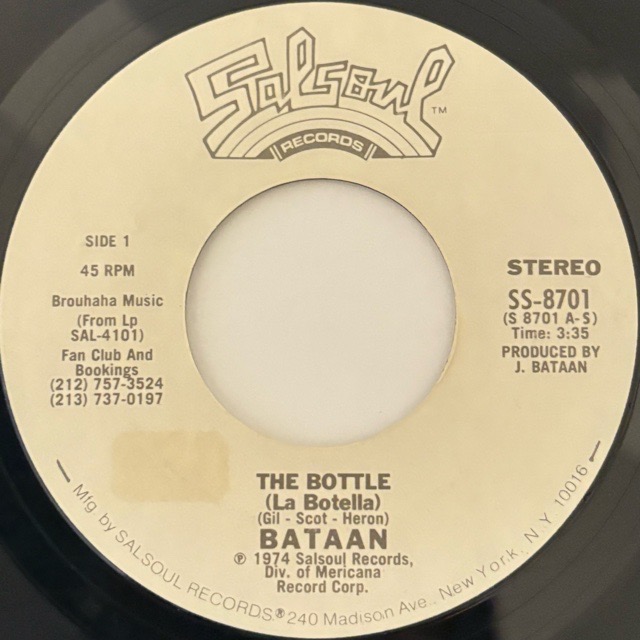 Salsoul™
RECORDS
SIDE 1
45 RPM
Brouhaha Music
(From Lp
SAL-4101)
Fan Club And
Bookings
(212) 757-3524
(213) 737-0197
STEREO
SS-8701
(S 8701 A-S)
Time: 3:35
PRODUCED BY
J. BATAAN
THE BOTTLE
(La Botella)
(Gil - Scot - Heron)
BATAAN
℗ 1974 Salsoul Records,
Div. of Mericana
Record Corp.
— Mfg. by SALSOUL RECORDS® 240 Madison Ave., New York, N.Y. 10016 —